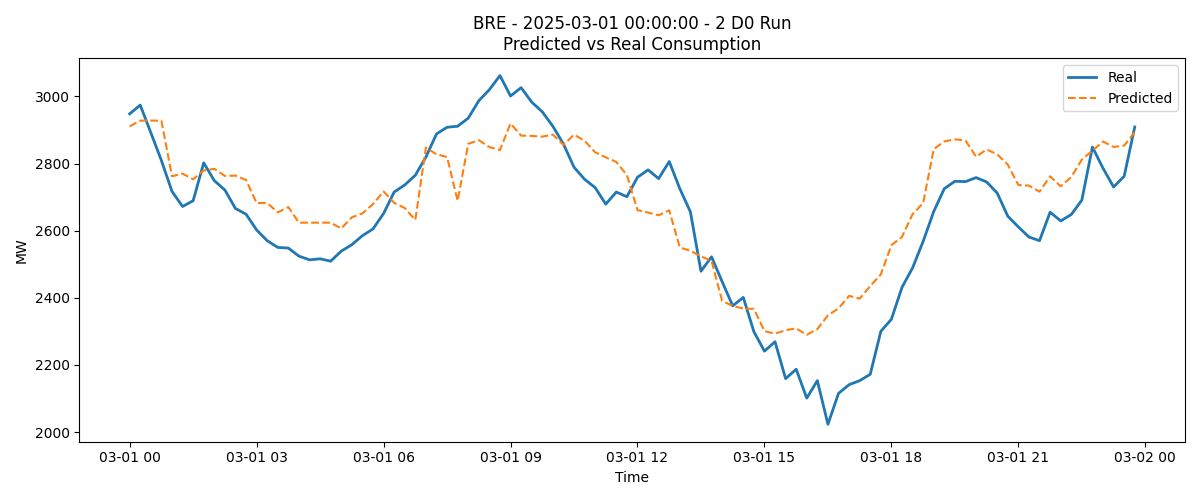 BRE - 2025-03-01 00:00:00 - 2 D0 Run
Predicted vs Real Consumption
Real
Predicted
MW
3000
2800
2600
2400
2200
2000
03-01 00
03-01 03
03-01 06
03-01 09
03-01 12
03-01 15
03-01 18
03-01 21
03-02 00
Time